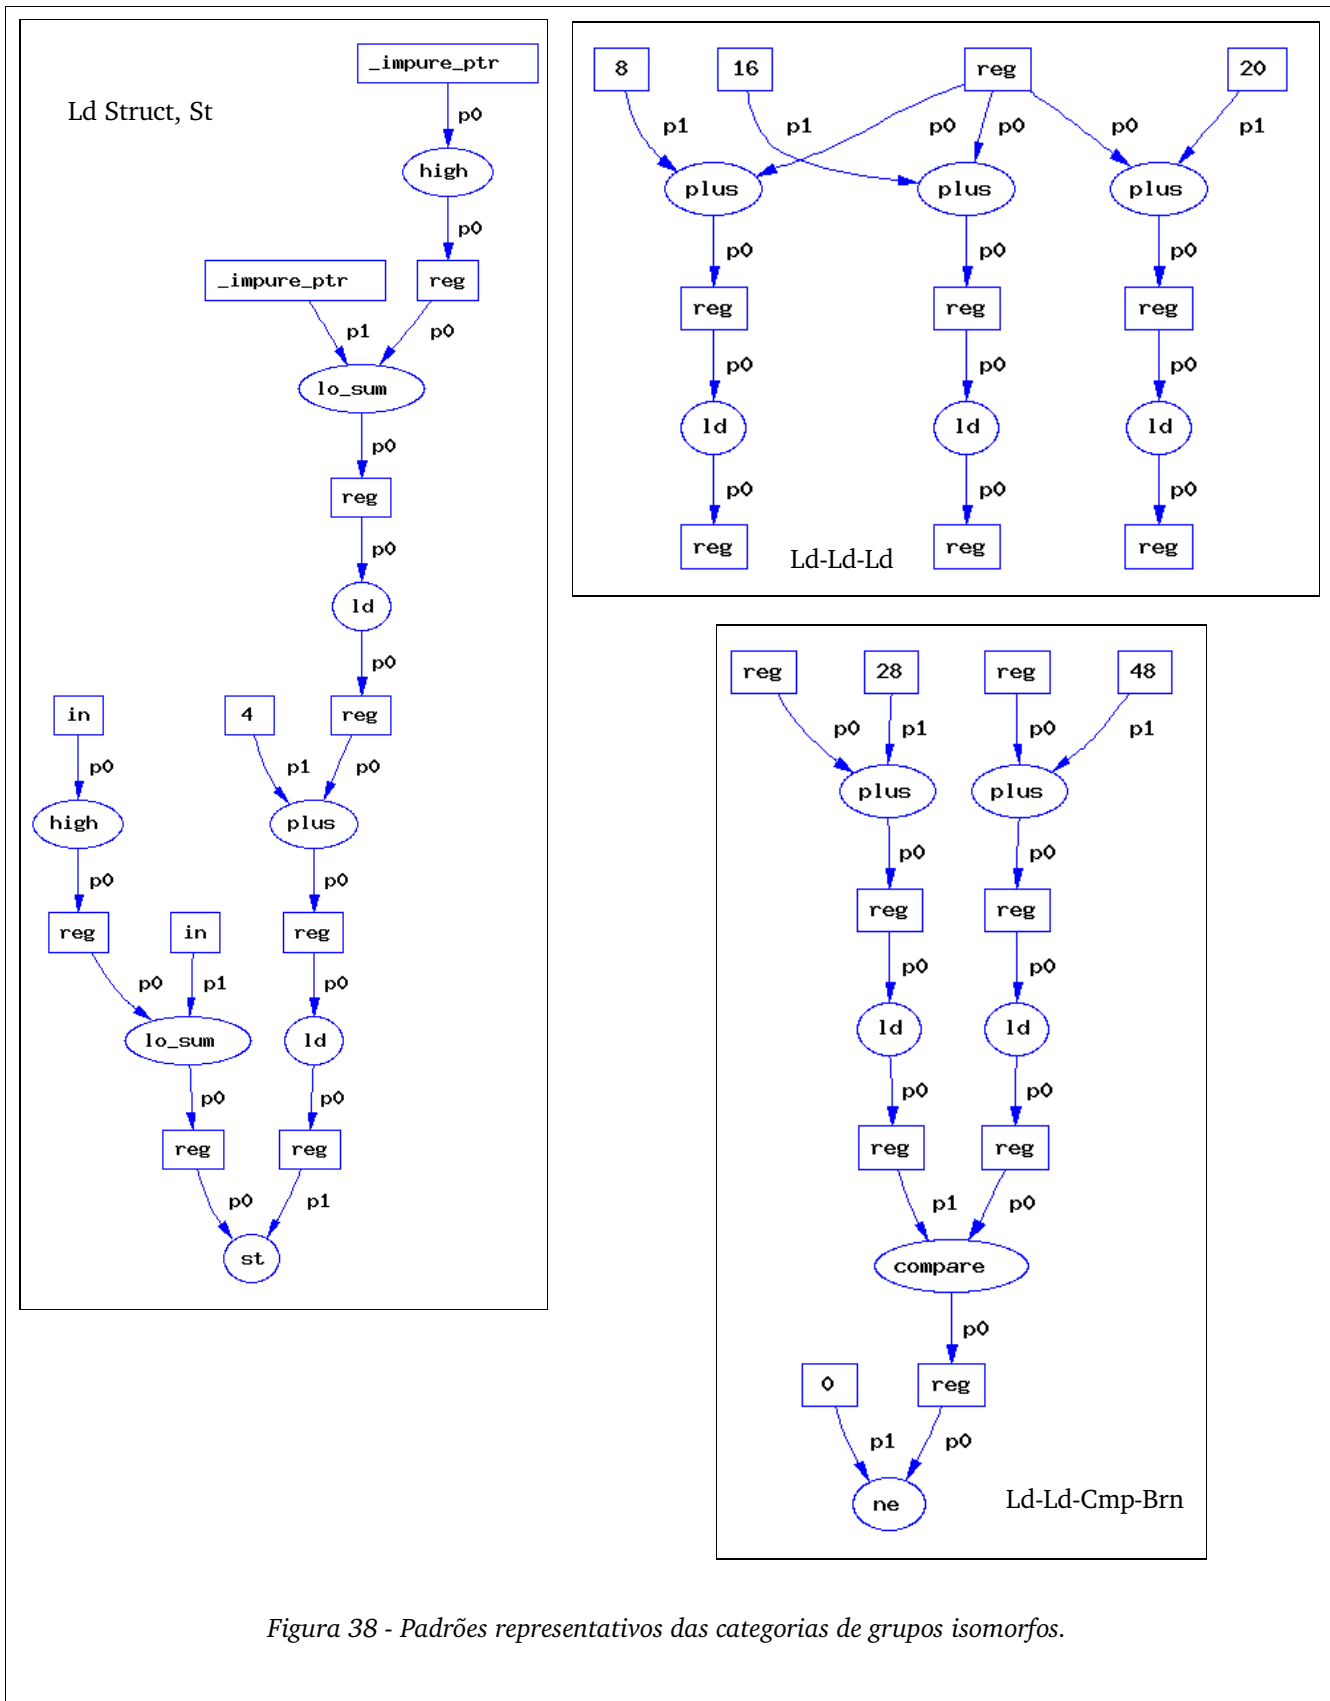 Ld Struct, St
_impure_ptr
p0
high
p0
_impure_ptr
reg
p1
p0
lo_sum
p0
reg
p0
ld
p0
in
4
reg
p0
p1
p0
high
plus
p0
p0
reg
in
reg
p0
p1
p0
lo_sum
ld
p0
p0
reg
reg
p0
p1
st
8
16
reg
20
p1
p1
p0
p0
p0
p1
plus
plus
plus
p0
p0
p0
reg
reg
reg
p0
p0
p0
ld
ld
ld
p0
p0
p0
reg
reg
reg
Ld-Ld-Ld
reg
28
reg
48
p0
p1
p0
p1
plus
plus
p0
p0
reg
reg
p0
p0
ld
ld
p0
p0
reg
reg
p1
p0
compare
p0
0
reg
p1
p0
ne
Ld-Ld-Cmp-Brn
Figura 38 - Padrões representativos das categorias de grupos isomorfos.